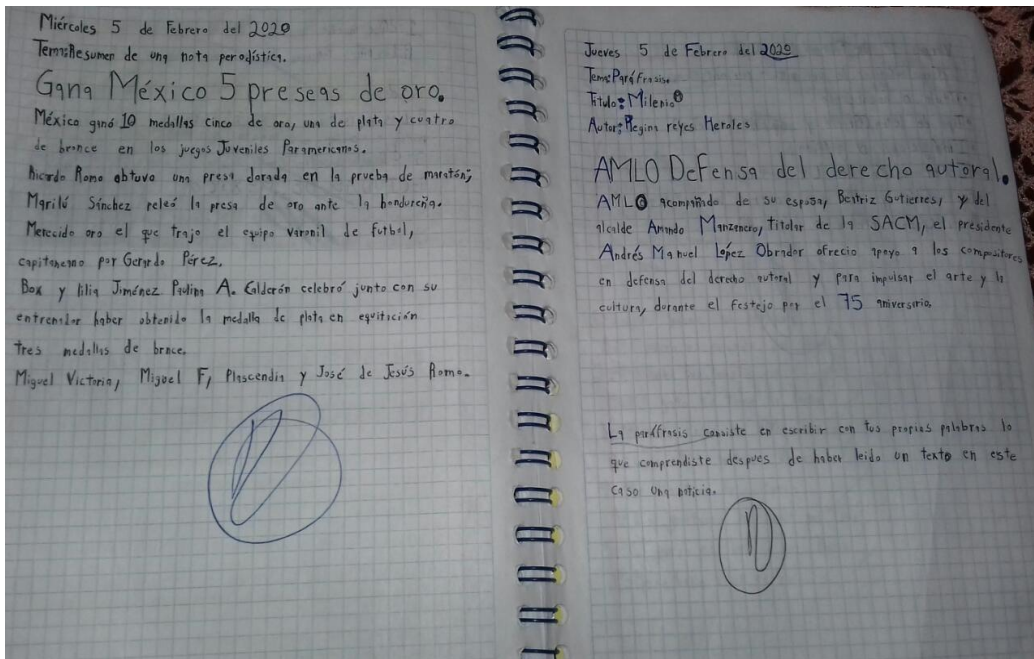 Miércoles 5 de Febrero del 2020
Tema:Resumen de una nota perodística.
Gana México 5 preseas de oro.
México ganó 10 medallas cinco de oro, una de plata y cuatro
de bronce en los juegos Juveniles Paramericanos.
Ricardo Romo obtuvo una presa dorada en la prueba de maratón;
Marilú Sínchez releó la presa de oro ante la hondureña.
Merecido oro el que trajo el equipo varonil de futbol,
capitaneano por Gerardo Pérez.
Box y lilia Jiménez Paulina A. Calderón celebró junto con su
entrenador haber obtenido la medalla de plata en equitición
tres medallas de brnce.
Miguel Victoria, Miguel F, Plascendia y José de Jesús Romo.
Jueves 5 de Febrero del 2020
Tema:Paráfrasis.
Título: Milenio
Autor: Regina reyes Heroles
AMLO Defensa del derecho autoral.
AMLO acompañado de su esposa, Beatriz Gutierres, y del
alcalde Amando Manzanero, Titolar de la SACM, el presidente
Andrés Manuel López Obrador ofrecio apoyo a los compositores
en defensa del derecho autoral y para impulsar el arte y la
cultura, durante el festejo por el 75 aniversario.
La paráfrasis consiste en escribir con tus propias palabras lo
que comprendiste despues de haber leido un texto en este
caso una noticia.